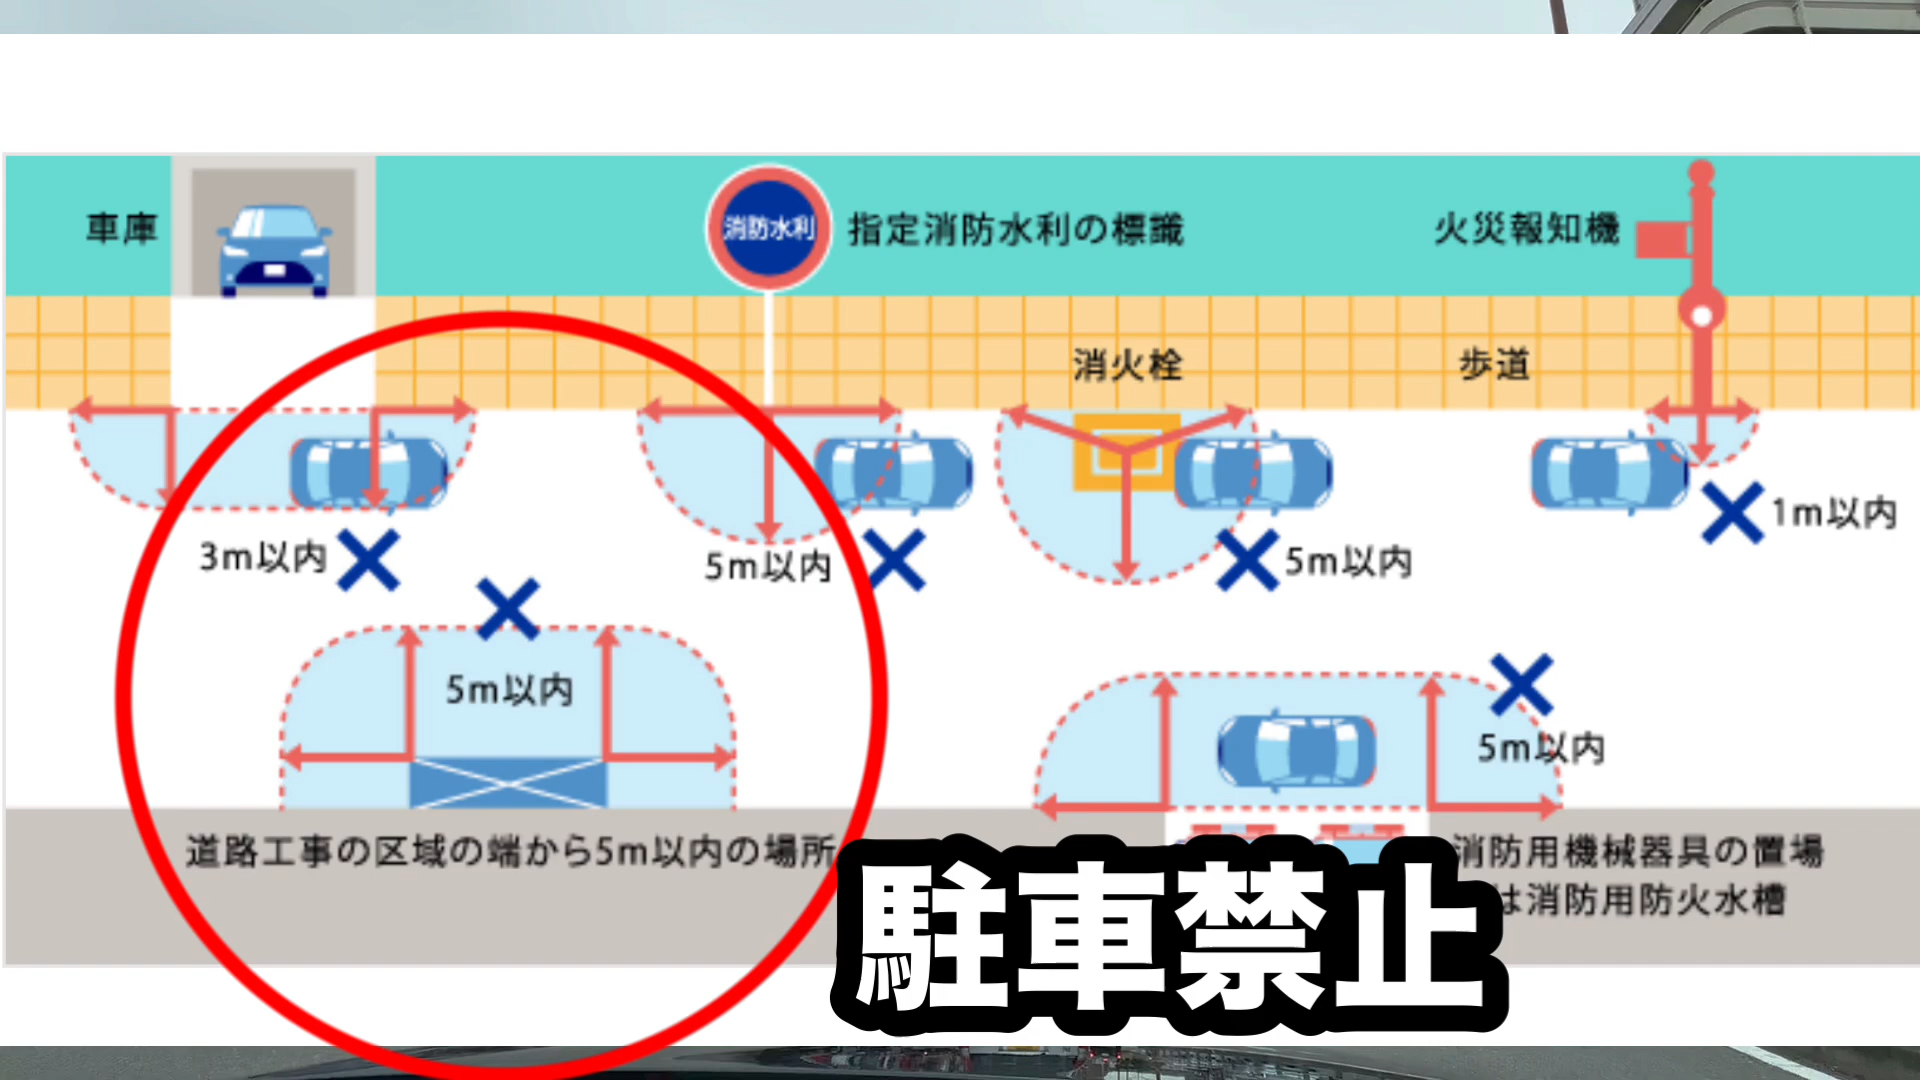 車庫
消防水利
指定消防水利の標識
火災報知機
消火栓
歩道
3m以内
5m以内
5m以内
1m以内
5m以内
5m以内
道路工事の区域の端から5m以内の場所
消防用機械器具の置場
は消防用防火水槽
駐車禁止